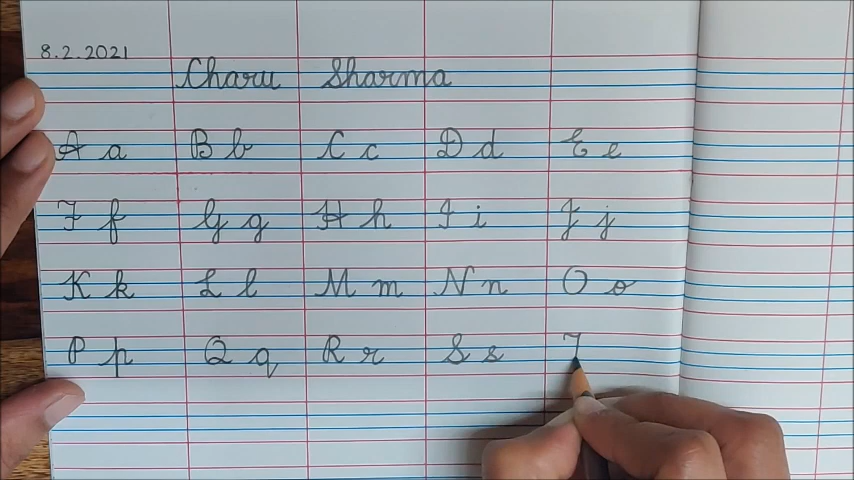 8.2.2021
Charu Sharma
A a B b C c D d E e
F f G g H h I i J j
K k L l M m N n O o
P p Q q R r S s T